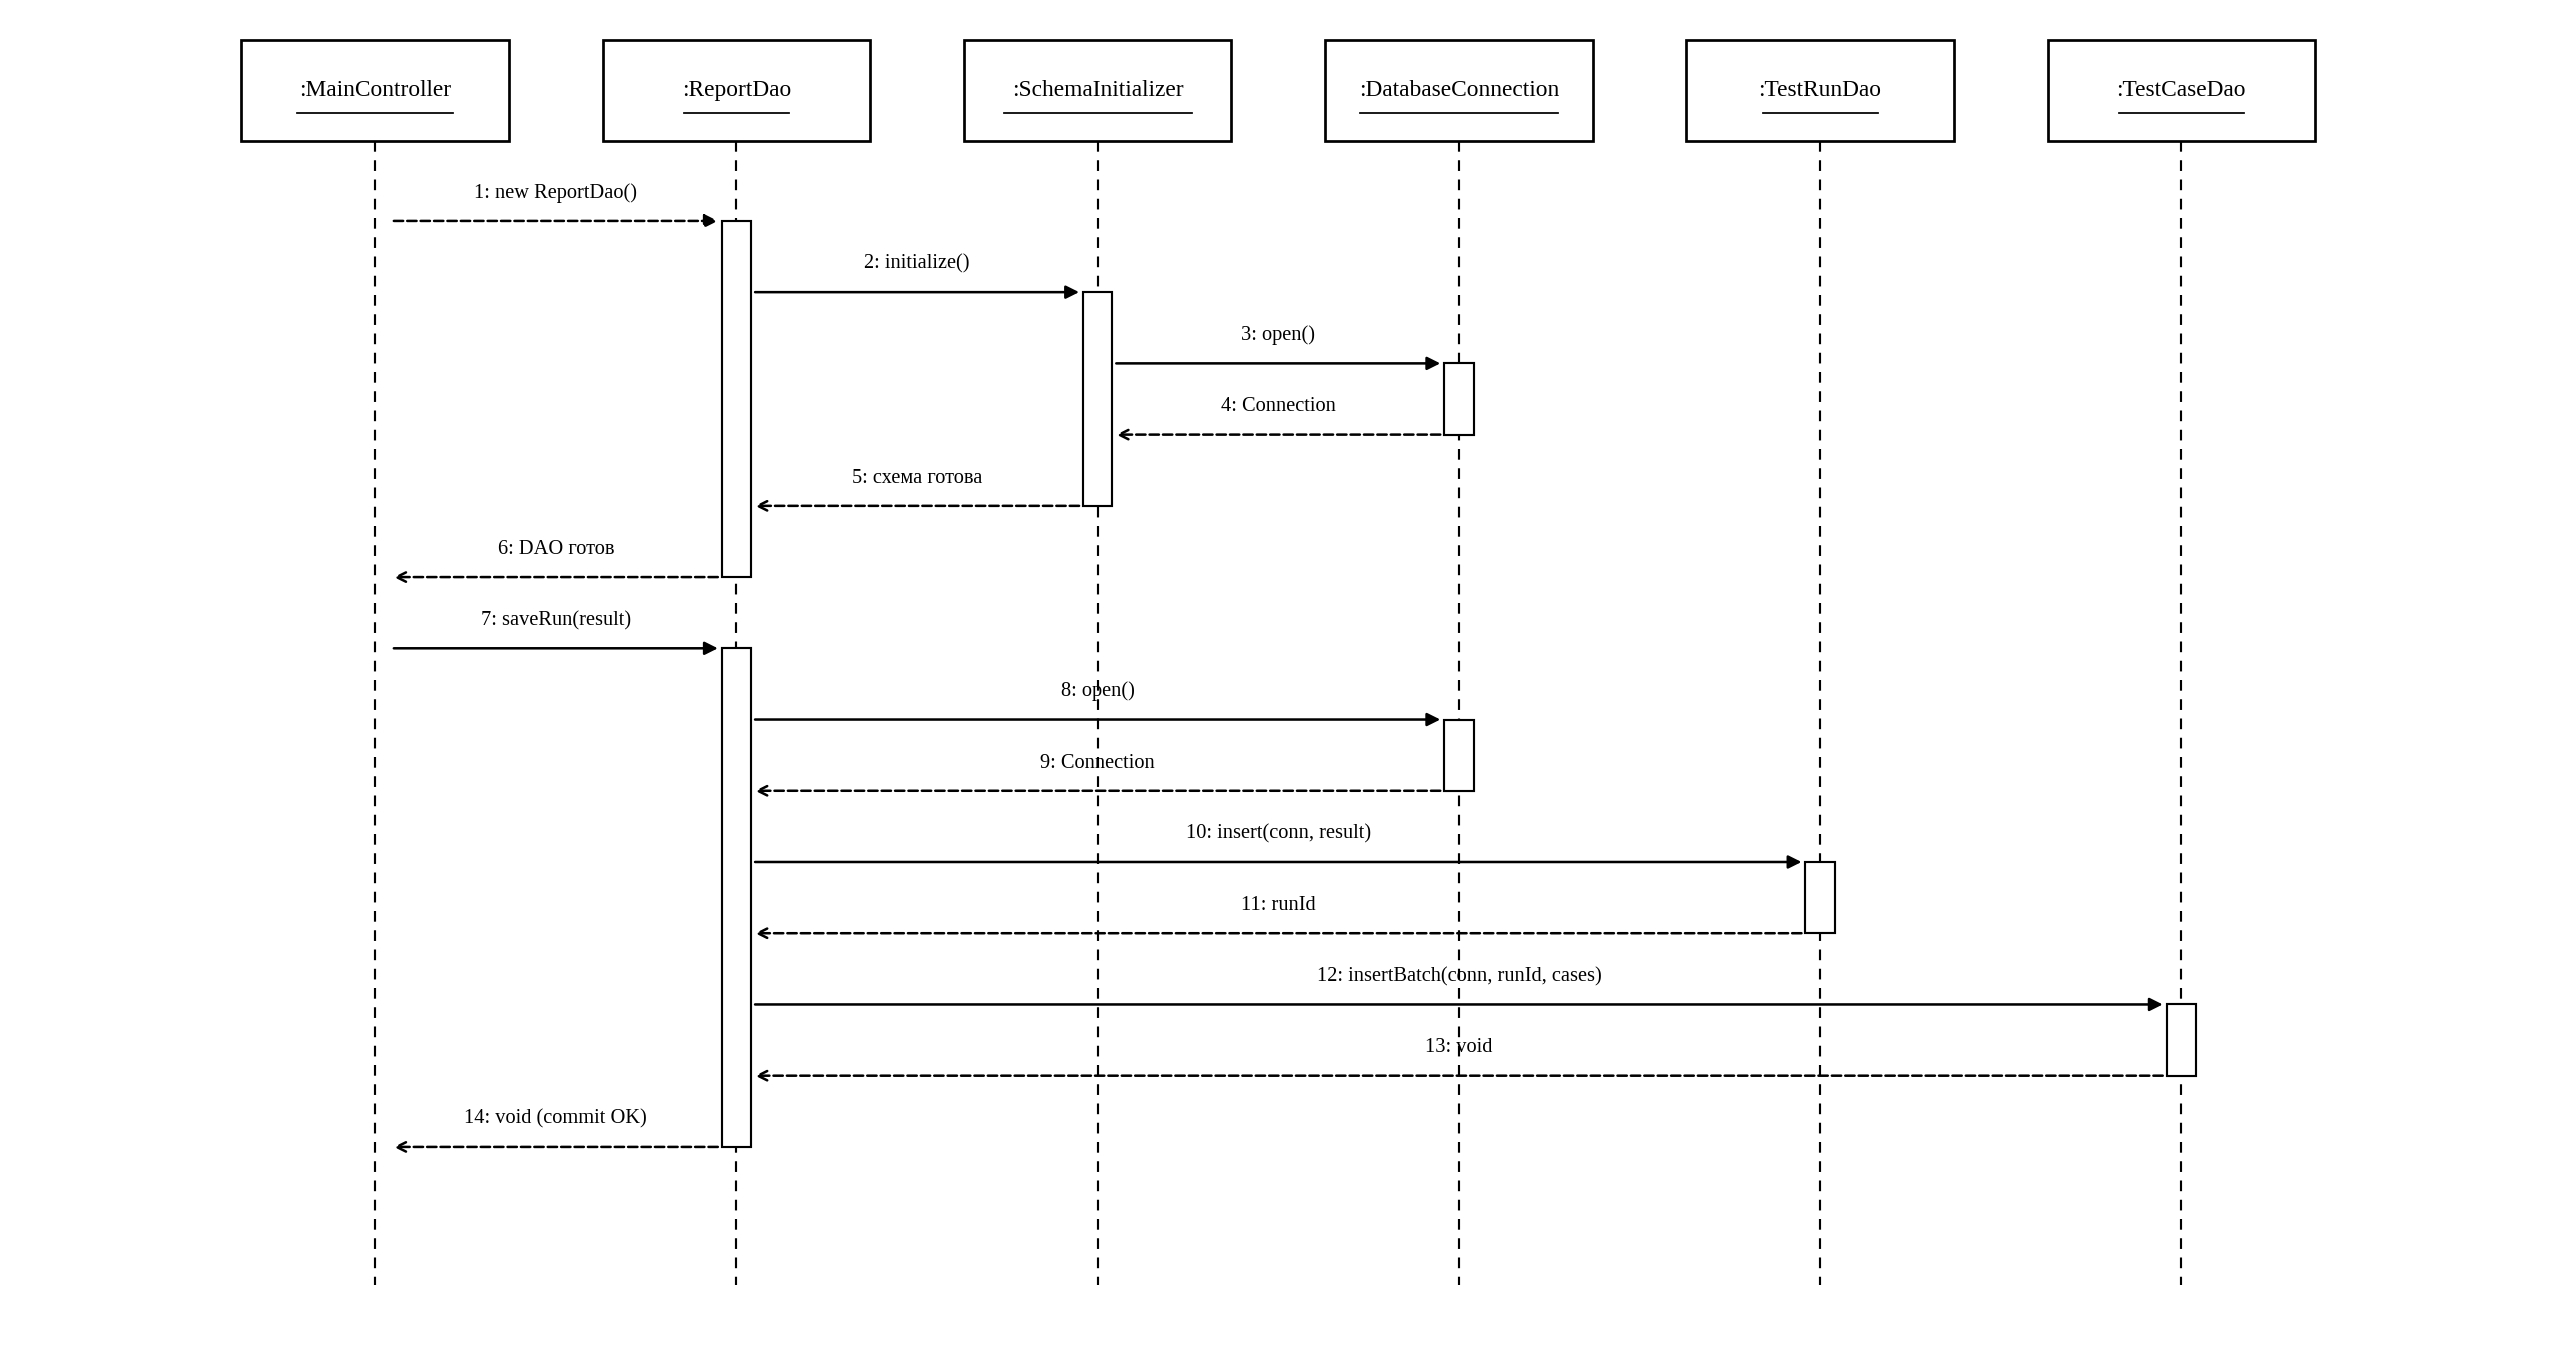 :MainController
:ReportDao
:SchemaInitializer
:DatabaseConnection
:TestRunDao
:TestCaseDao
1: new ReportDao()
2: initialize()
3: open()
4: Connection
5: схема готова
6: DAO готов
7: saveRun(result)
8: open()
9: Connection
10: insert(conn, result)
11: runId
12: insertBatch(conn, runId, cases)
13: void
14: void (commit OK)